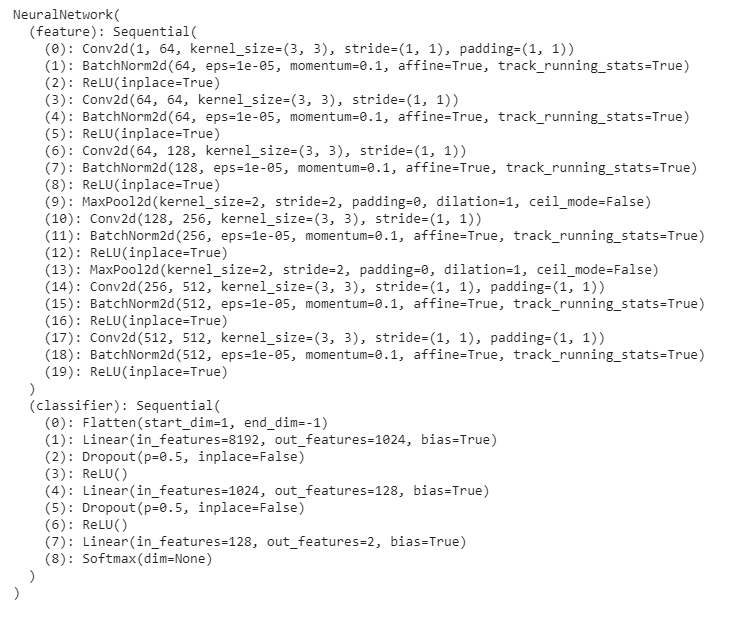 NeuralNetwork(
  (feature): Sequential(
    (0): Conv2d(1, 64, kernel_size=(3, 3), stride=(1, 1), padding=(1, 1))
    (1): BatchNorm2d(64, eps=1e-05, momentum=0.1, affine=True, track_running_stats=True)
    (2): ReLU(inplace=True)
    (3): Conv2d(64, 64, kernel_size=(3, 3), stride=(1, 1))
    (4): BatchNorm2d(64, eps=1e-05, momentum=0.1, affine=True, track_running_stats=True)
    (5): ReLU(inplace=True)
    (6): Conv2d(64, 128, kernel_size=(3, 3), stride=(1, 1))
    (7): BatchNorm2d(128, eps=1e-05, momentum=0.1, affine=True, track_running_stats=True)
    (8): ReLU(inplace=True)
    (9): MaxPool2d(kernel_size=2, stride=2, padding=0, dilation=1, ceil_mode=False)
    (10): Conv2d(128, 256, kernel_size=(3, 3), stride=(1, 1))
    (11): BatchNorm2d(256, eps=1e-05, momentum=0.1, affine=True, track_running_stats=True)
    (12): ReLU(inplace=True)
    (13): MaxPool2d(kernel_size=2, stride=2, padding=0, dilation=1, ceil_mode=False)
    (14): Conv2d(256, 512, kernel_size=(3, 3), stride=(1, 1), padding=(1, 1))
    (15): BatchNorm2d(512, eps=1e-05, momentum=0.1, affine=True, track_running_stats=True)
    (16): ReLU(inplace=True)
    (17): Conv2d(512, 512, kernel_size=(3, 3), stride=(1, 1), padding=(1, 1))
    (18): BatchNorm2d(512, eps=1e-05, momentum=0.1, affine=True, track_running_stats=True)
    (19): ReLU(inplace=True)
  )
  (classifier): Sequential(
    (0): Flatten(start_dim=1, end_dim=-1)
    (1): Linear(in_features=8192, out_features=1024, bias=True)
    (2): Dropout(p=0.5, inplace=False)
    (3): ReLU()
    (4): Linear(in_features=1024, out_features=128, bias=True)
    (5): Dropout(p=0.5, inplace=False)
    (6): ReLU()
    (7): Linear(in_features=128, out_features=2, bias=True)
    (8): Softmax(dim=None)
  )
)